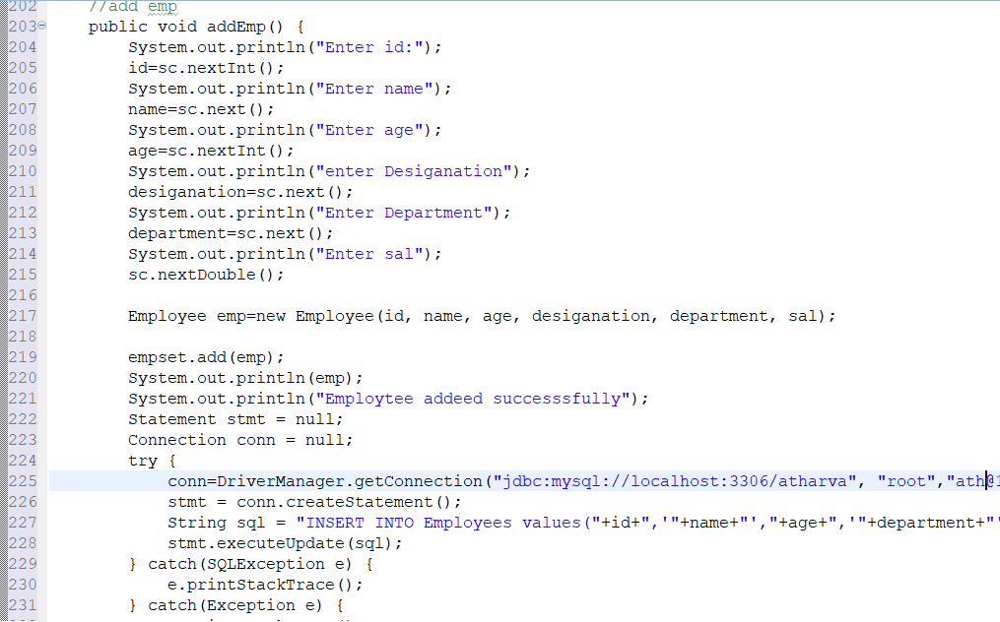 202 //add emp
203 public void addEmp() {
204 System.out.println("Enter id:");
205 id=sc.nextInt();
206 System.out.println("Enter name");
207 name=sc.next();
208 System.out.println("Enter age");
209 age=sc.nextInt();
210 System.out.println("enter Desiganation");
211 desiganation=sc.next();
212 System.out.println("Enter Department");
213 department=sc.next();
214 System.out.println("Enter sal");
215 sc.nextDouble();
216
217 Employee emp=new Employee(id, name, age, desiganation, department, sal);
218
219 empset.add(emp);
220 System.out.println(emp);
221 System.out.println("Employtee addeed successsfully");
222 Statement stmt = null;
223 Connection conn = null;
224 try {
225 conn=DriverManager.getConnection("jdbc:mysql://localhost:3306/atharva", "root","ath@1
226 stmt = conn.createStatement();
227 String sql = "INSERT INTO Employees values("+id+",'"+name+"',"+age+",'"+department+"'
228 stmt.executeUpdate(sql);
229 } catch(SQLException e) {
230 e.printStackTrace();
231 } catch(Exception e) {